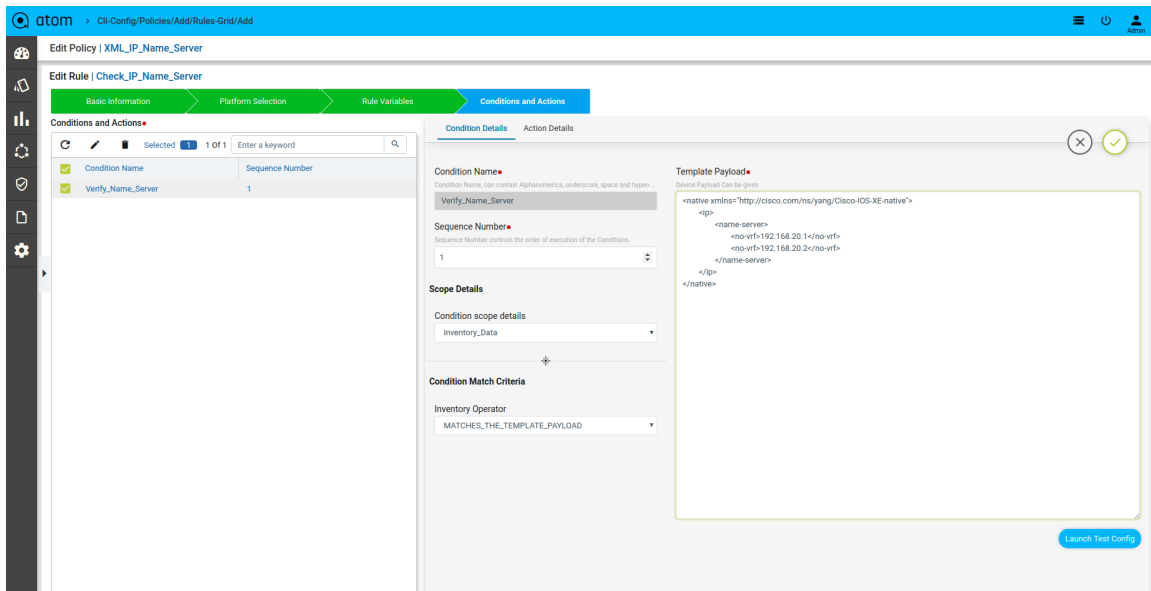 atom > Cli-Config/Policies/Add/Rules-Grid/Add
Admin
Edit Policy | XML_IP_Name_Server
Edit Rule | Check_IP_Name_Server
Basic Information
Platform Selection
Rule Variables
Conditions and Actions
Conditions and Actions
Selected 1 1 Of 1 Enter a keyword
Condition Name Sequence Number
Verify_Name_Server 1
Condition Details Action Details
Condition Name
Condition Name, can contain Alphanumerics, underscore, space and hypen ...
Verify_Name_Server
Sequence Number
Sequence Number controls the order of execution of the Conditions.
1
Scope Details
Condition scope details
Inventory_Data
Condition Match Criteria
Inventory Operator
MATCHES_THE_TEMPLATE_PAYLOAD
Template Payload
Device Payload Can be given
<native xmlns="http://cisco.com/ns/yang/Cisco-IOS-XE-native">
<ip>
<name-server>
<no-vrf>192.168.20.1</no-vrf>
<no-vrf>192.168.20.2</no-vrf>
</name-server>
</ip>
</native>
Launch Test Config